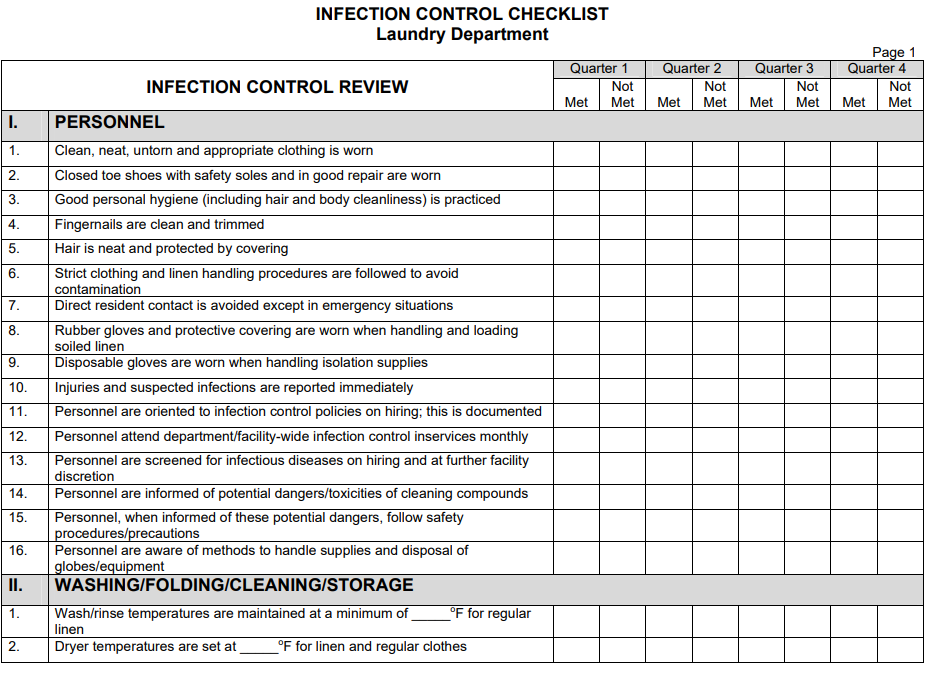 INFECTION CONTROL CHECKLIST
Laundry Department
Page 1
INFECTION CONTROL REVIEW
Quarter 1 Quarter 2 Quarter 3 Quarter 4
Met Not Met Met Not Met Met Not Met Met Not Met
I. PERSONNEL
1. Clean, neat, untorn and appropriate clothing is worn
2. Closed toe shoes with safety soles and in good repair are worn
3. Good personal hygiene (including hair and body cleanliness) is practiced
4. Fingernails are clean and trimmed
5. Hair is neat and protected by covering
6. Strict clothing and linen handling procedures are followed to avoid
contamination
7. Direct resident contact is avoided except in emergency situations
8. Rubber gloves and protective covering are worn when handling and loading
soiled linen
9. Disposable gloves are worn when handling isolation supplies
10. Injuries and suspected infections are reported immediately
11. Personnel are oriented to infection control policies on hiring; this is documented
12. Personnel attend department/facility-wide infection control inservices monthly
13. Personnel are screened for infectious diseases on hiring and at further facility
discretion
14. Personnel are informed of potential dangers/toxicities of cleaning compounds
15. Personnel, when informed of these potential dangers, follow safety
procedures/precautions
16. Personnel are aware of methods to handle supplies and disposal of
globes/equipment
II. WASHING/FOLDING/CLEANING/STORAGE
1. Wash/rinse temperatures are maintained at a minimum of _____ºF for regular
linen
2. Dryer temperatures are set at _____ºF for linen and regular clothes